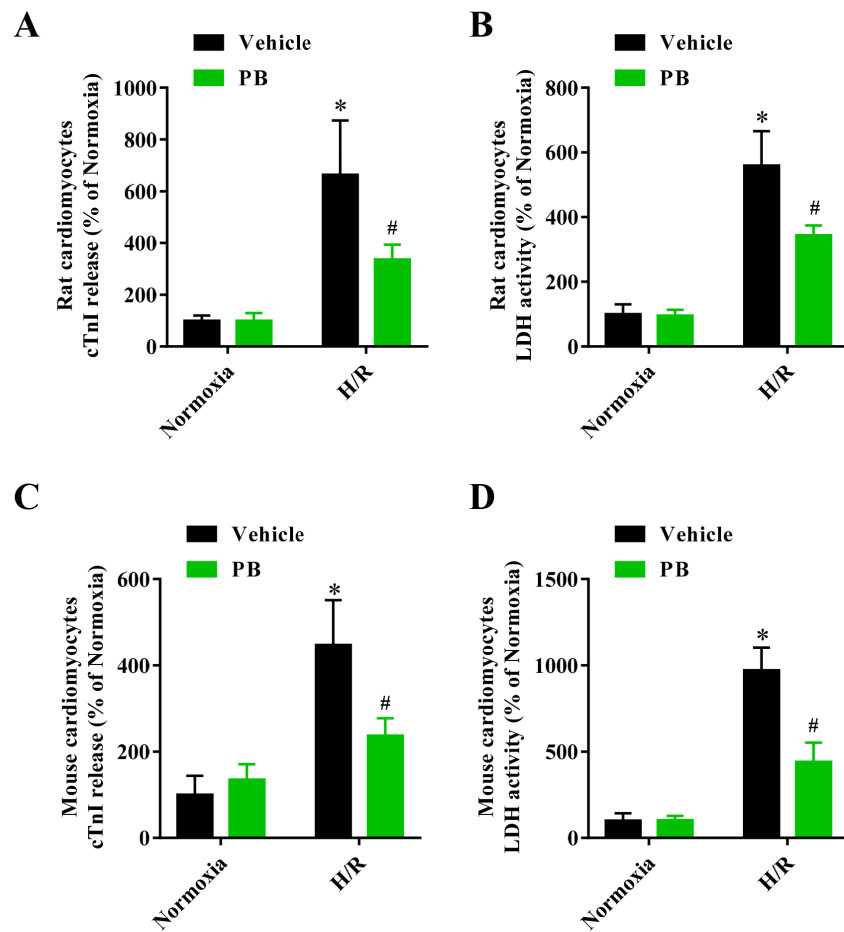 A
Vehicle
PB
Rat cardiomyocytes
cTnI release (% of Normoxia)
1000
800
600
400
200
0
*
#
Normoxia
H/R
B
Vehicle
PB
Rat cardiomyocytes
LDH activity (% of Normoxia)
800
600
400
200
0
*
#
Normoxia
H/R
C
Vehicle
PB
Mouse cardiomyocytes
cTnI release (% of Normoxia)
600
400
200
0
*
#
Normoxia
H/R
D
Vehicle
PB
Mouse cardiomyocytes
LDH activity (% of Normoxia)
1500
1000
500
0
*
#
Normoxia
H/R